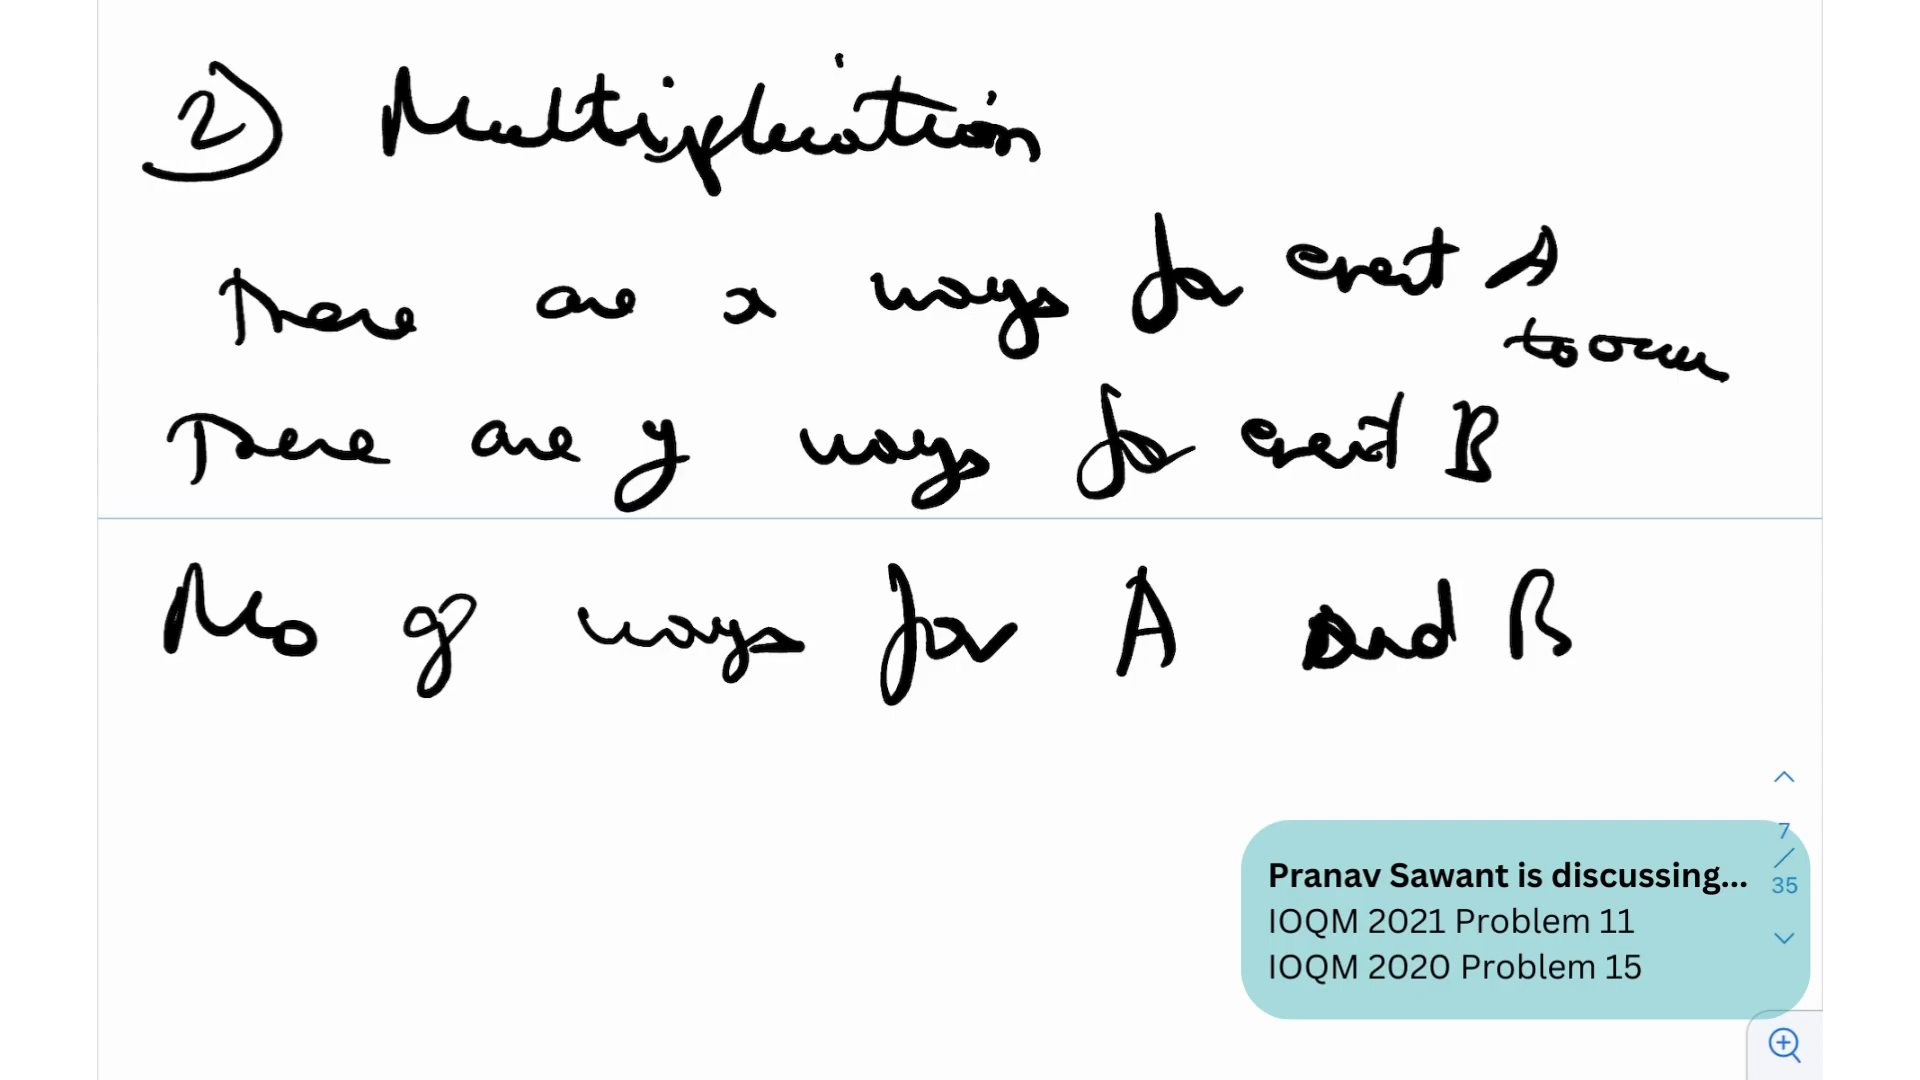 2) Multiplication
There are x ways for event A
to occur
There are y ways for event B
No of ways for A and B
7
/
35
Pranav Sawant is discussing...
IOQM 2021 Problem 11
IOQM 2020 Problem 15